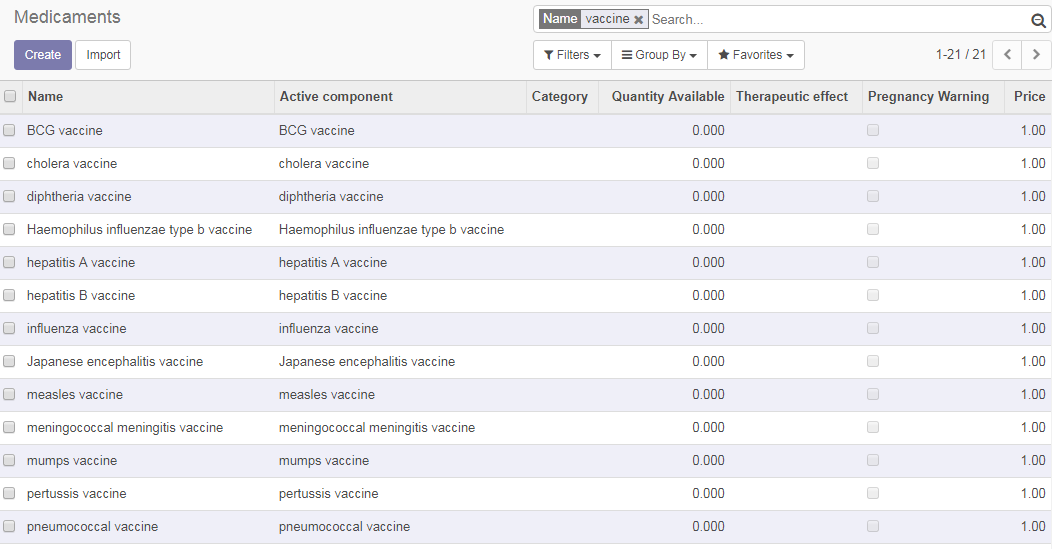 Medicaments
Name vaccine Search...
Create Import Filters Group By Favorites 1-21 / 21
Name Active component Category Quantity Available Therapeutic effect Pregnancy Warning Price
BCG vaccine BCG vaccine 0.000 1.00
cholera vaccine cholera vaccine 0.000 1.00
diphtheria vaccine diphtheria vaccine 0.000 1.00
Haemophilus influenzae type b vaccine Haemophilus influenzae type b vaccine 0.000 1.00
hepatitis A vaccine hepatitis A vaccine 0.000 1.00
hepatitis B vaccine hepatitis B vaccine 0.000 1.00
influenza vaccine influenza vaccine 0.000 1.00
Japanese encephalitis vaccine Japanese encephalitis vaccine 0.000 1.00
measles vaccine measles vaccine 0.000 1.00
meningococcal meningitis vaccine meningococcal meningitis vaccine 0.000 1.00
mumps vaccine mumps vaccine 0.000 1.00
pertussis vaccine pertussis vaccine 0.000 1.00
pneumococcal vaccine pneumococcal vaccine 0.000 1.00